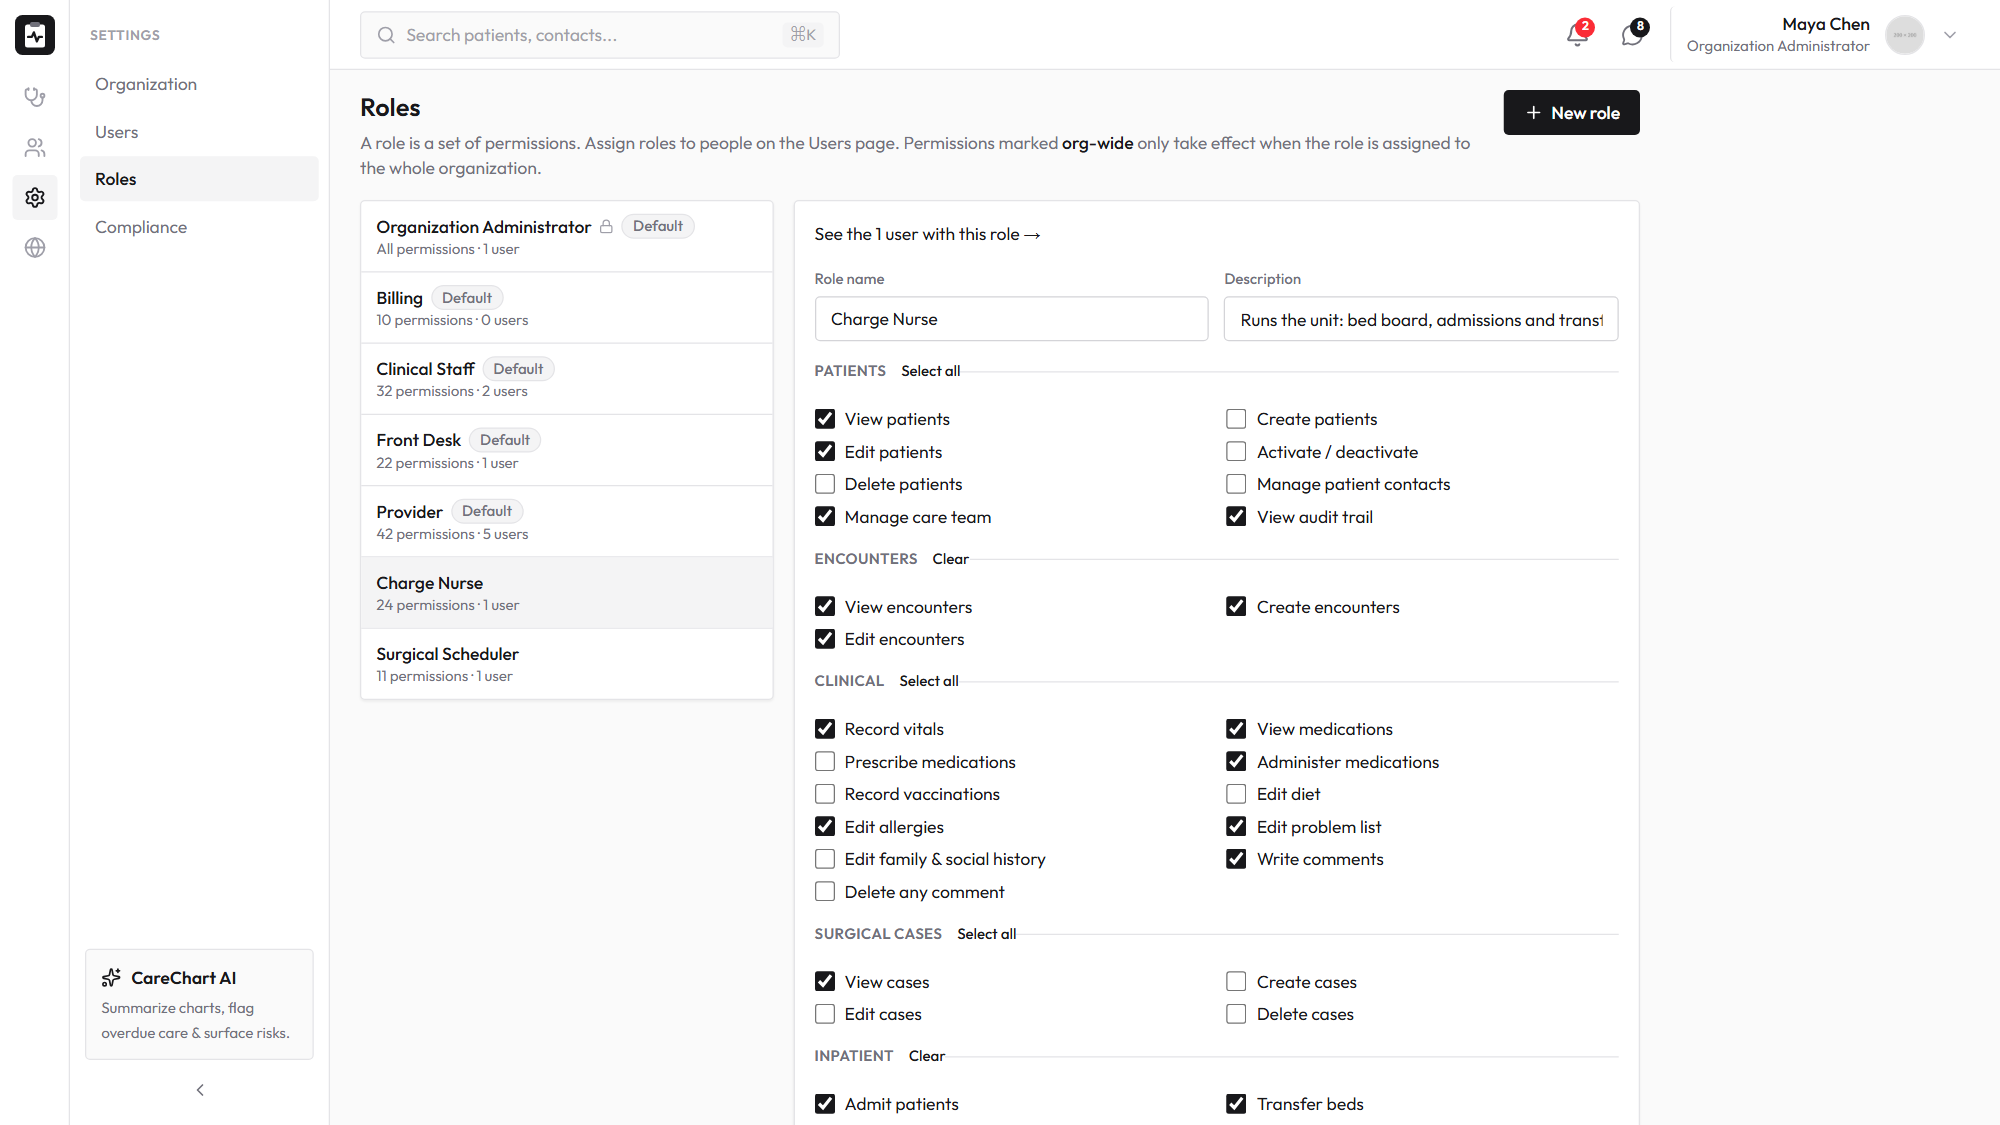 SETTINGS
Organization
Users
Roles
Compliance
CareChart AI
Summarize charts, flag
overdue care & surface risks.
Search patients, contacts...
⌘K
2
8
Maya Chen
Organization Administrator
Roles
A role is a set of permissions. Assign roles to people on the Users page. Permissions marked org-wide only take effect when the role is assigned to
the whole organization.
New role
Organization Administrator
Default
All permissions · 1 user
Billing
Default
10 permissions · 0 users
Clinical Staff
Default
32 permissions · 2 users
Front Desk
Default
22 permissions · 1 user
Provider
Default
42 permissions · 5 users
Charge Nurse
24 permissions · 1 user
Surgical Scheduler
11 permissions · 1 user
See the 1 user with this role →
Role name
Description
Charge Nurse
Runs the unit: bed board, admissions and
PATIENTS
Select all
View patients
Create patients
Edit patients
Activate / deactivate
Delete patients
Manage patient contacts
Manage care team
View audit trail
ENCOUNTERS
Clear
View encounters
Create encounters
Edit encounters
CLINICAL
Select all
Record vitals
View medications
Prescribe medications
Administer medications
Record vaccinations
Edit diet
Edit allergies
Edit problem list
Edit family & social history
Write comments
Delete any comment
SURGICAL CASES
Select all
View cases
Create cases
Edit cases
Delete cases
INPATIENT
Clear
Admit patients
Transfer beds